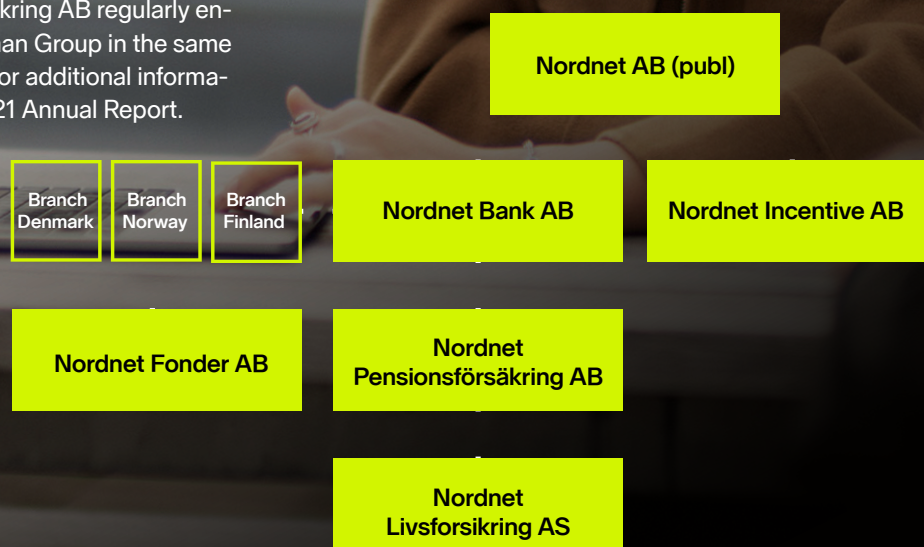 kring AB regularly en-
an Group in the same
or additional informa-
21 Annual Report.
Nordnet AB (publ)
Branch
Denmark
Branch
Norway
Branch
Finland
Nordnet Bank AB
Nordnet Incentive AB
Nordnet Fonder AB
Nordnet
Pensionsförsäkring AB
Nordnet
Livsforsikring AS